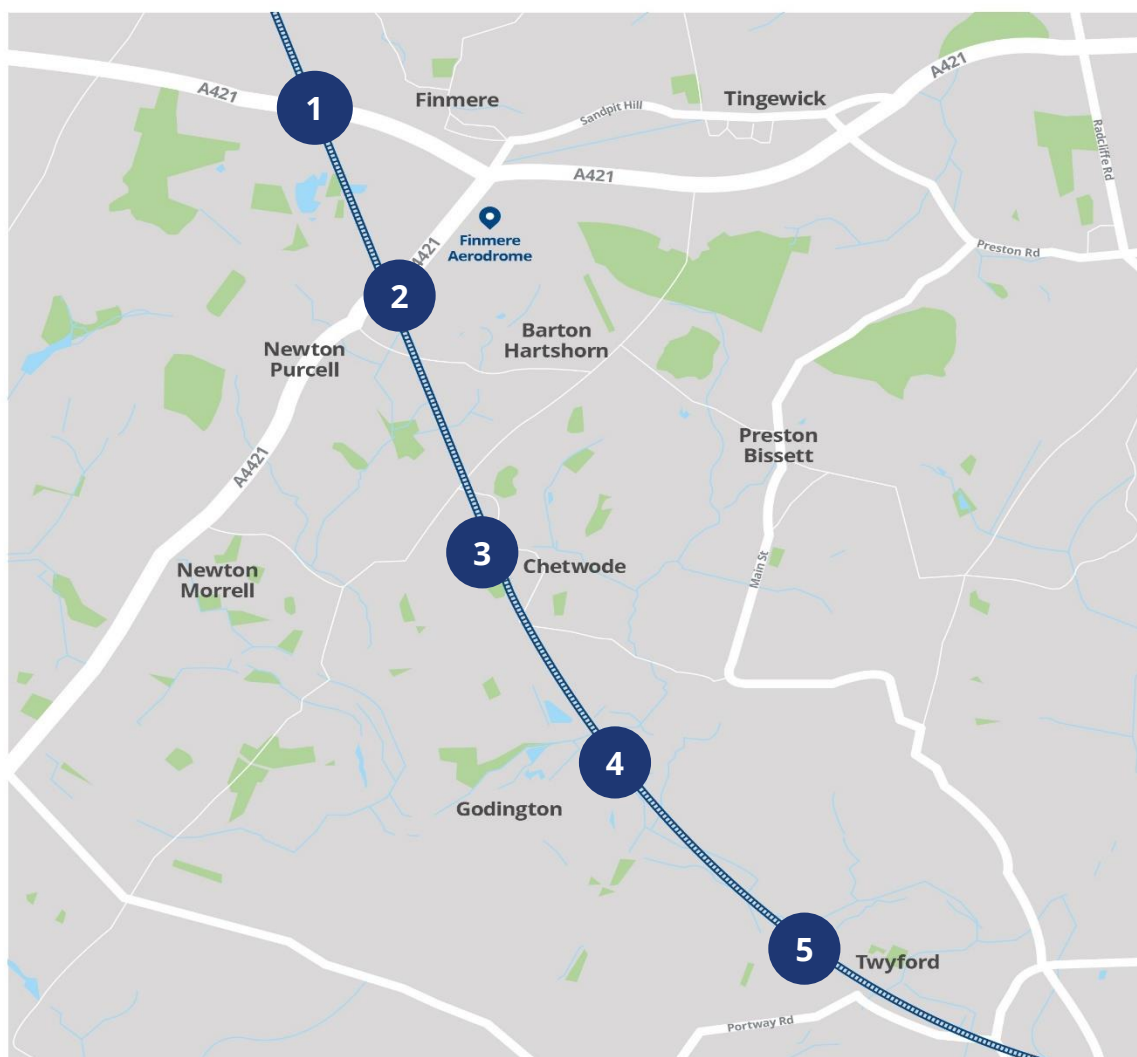 A421
1
Finmere
Sandpit Hill
Tingewick
A421
Radcliffe Rd
A421
Finmere
Aerodrome
A4421
Preston Rd
2
Newton
Purcell
Barton
Hartshorn
Preston
Bissett
A4421
3
Chetwode
Newton
Morrell
Main St
4
Godington
5
Twyford
Portway Rd